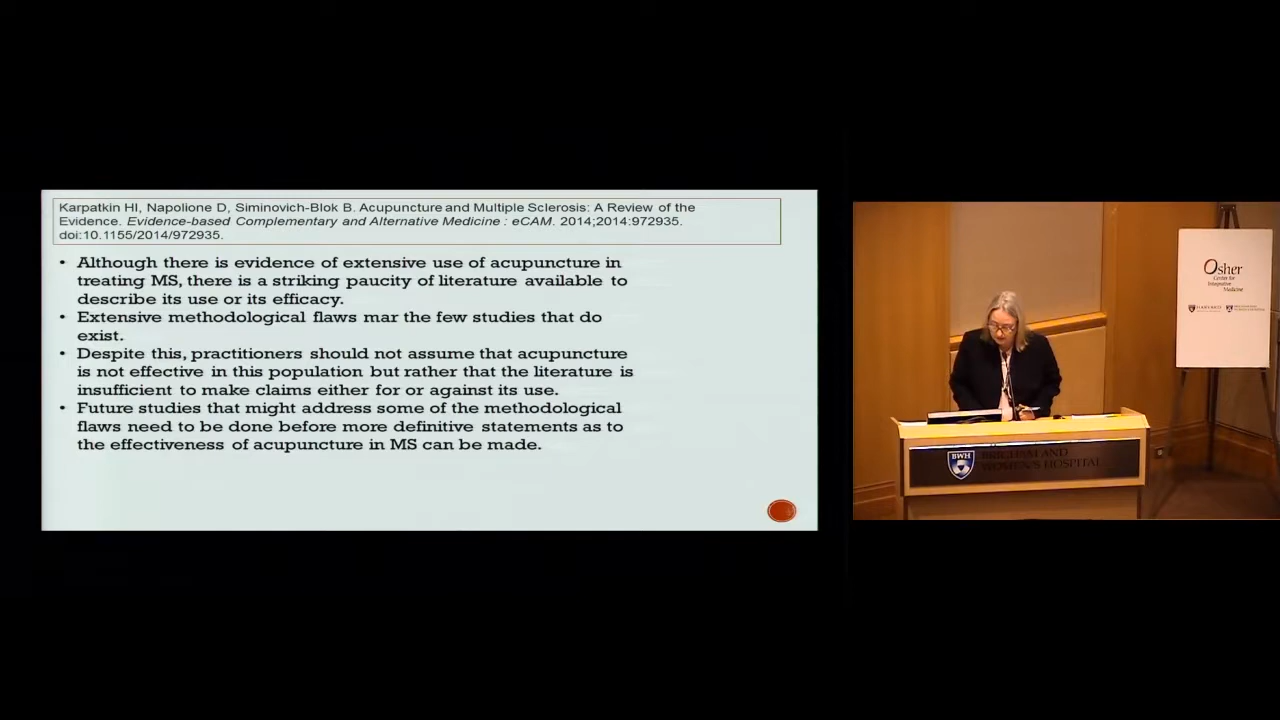 Karpatkin HI, Napolione D, Siminovich-Blok B. Acupuncture and Multiple Sclerosis: A Review of the
Evidence. Evidence-based Complementary and Alternative Medicine : eCAM. 2014;2014:972935.
doi:10.1155/2014/972935.
• Although there is evidence of extensive use of acupuncture in
treating MS, there is a striking paucity of literature available to
describe its use or its efficacy.
• Extensive methodological flaws mar the few studies that do
exist.
• Despite this, practitioners should not assume that acupuncture
is not effective in this population but rather that the literature is
insufficient to make claims either for or against its use.
• Future studies that might address some of the methodological
flaws need to be done before more definitive statements as to
the effectiveness of acupuncture in MS can be made.
Osher
Center for
Integrative
Medicine
HARVARD
BWH
BRIGHAM AND
WOMEN'S HOSPITAL